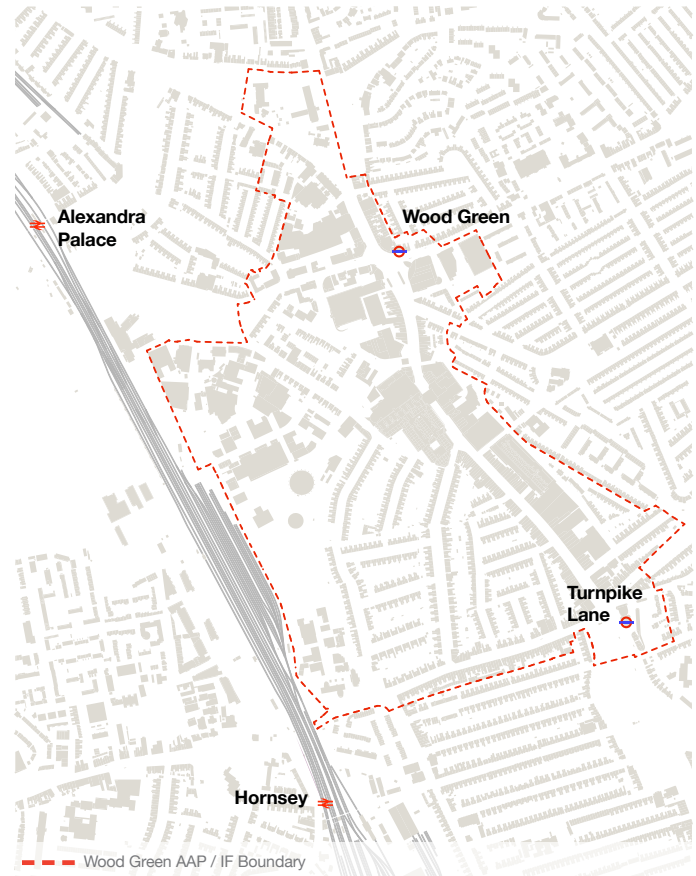 Alexandra
Palace
Wood Green
Turnpike
Lane
Hornsey
Wood Green AAP / IF Boundary